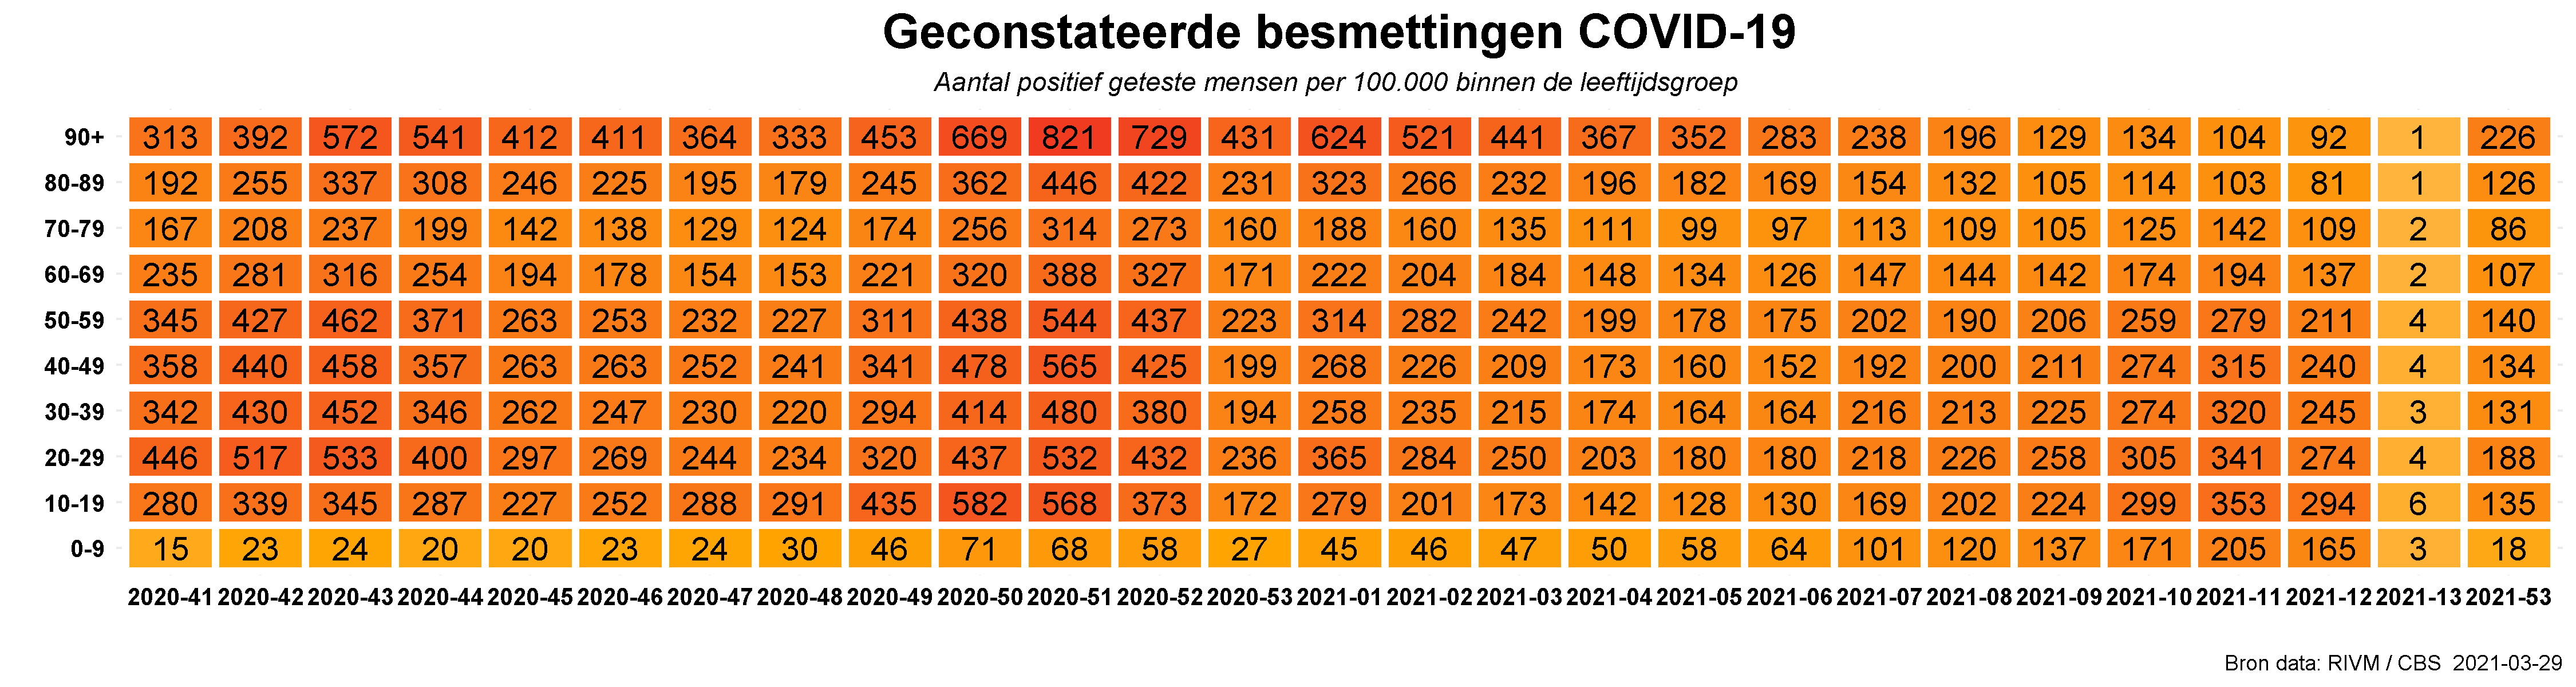 Geconstateerde besmettingen COVID-19
Aantal positief geteste mensen per 100.000 binnen de leeftijdsgroep
90+ 313 392 572 541 412 411 364 333 453 669 821 729 431 624 521 441 367 352 283 238 196 129 134 104 92 1 226
80-89 192 255 337 308 246 225 195 179 245 362 446 422 231 323 266 232 196 182 169 154 132 105 114 103 81 1 126
70-79 167 208 237 199 142 138 129 124 174 256 314 273 160 188 160 135 111 99 97 113 109 105 125 142 109 2 86
60-69 235 281 316 254 194 178 154 153 221 320 388 327 171 222 204 184 148 134 126 147 144 142 174 194 137 2 107
50-59 345 427 462 371 263 253 232 227 311 438 544 437 223 314 282 242 199 178 175 202 190 206 259 279 211 4 140
40-49 358 440 458 357 263 263 252 241 341 478 565 425 199 268 226 209 173 160 152 192 200 211 274 315 240 4 134
30-39 342 430 452 346 262 247 230 220 294 414 480 380 194 258 235 215 174 164 164 216 213 225 274 320 245 3 131
20-29 446 517 533 400 297 269 244 234 320 437 532 432 236 365 284 250 203 180 180 218 226 258 305 341 274 4 188
10-19 280 339 345 287 227 252 288 291 435 582 568 373 172 279 201 173 142 128 130 169 202 224 299 353 294 6 135
0-9 15 23 24 20 20 23 24 30 46 71 68 58 27 45 46 47 50 58 64 101 120 137 171 205 165 3 18
2020-41 2020-42 2020-43 2020-44 2020-45 2020-46 2020-47 2020-48 2020-49 2020-50 2020-51 2020-52 2020-53 2021-01 2021-02 2021-03 2021-04 2021-05 2021-06 2021-07 2021-08 2021-09 2021-10 2021-11 2021-12 2021-13 2021-53
Bron data: RIVM / CBS 2021-03-29